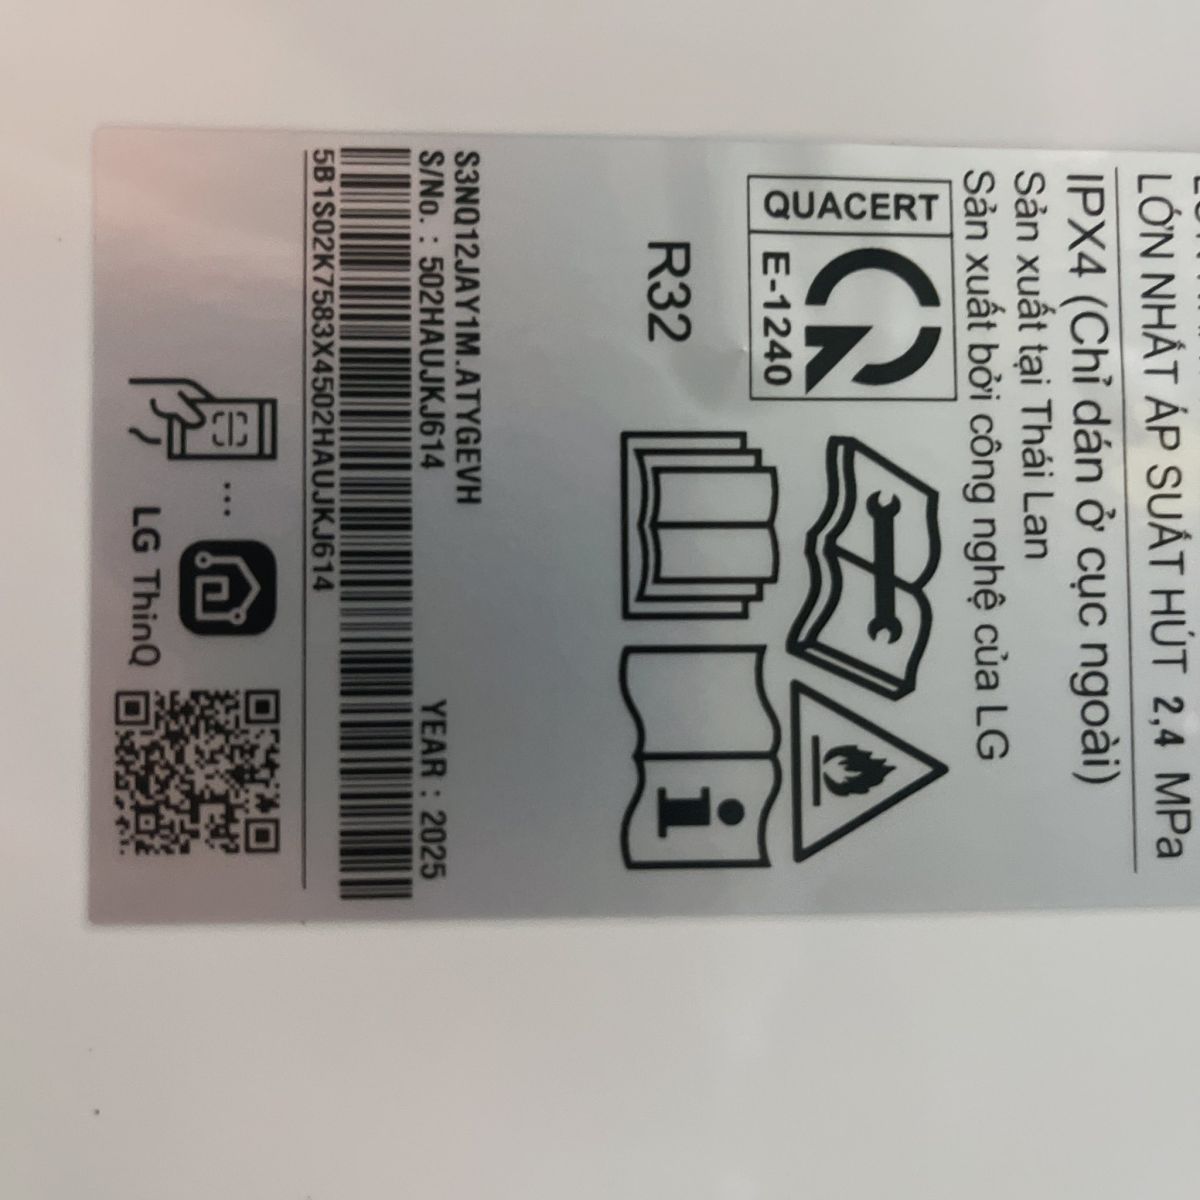 LỚN NHẤT ÁP SUẤT HÚT 2,4 MPa
IPX4 (Chỉ dán ở cục ngoài)
Sản xuất tại Thái Lan
Sản xuất bởi công nghệ của LG
QUACERT
E-1240
R32
S3NQ12JAY1M.ATYGEVH
S/No. : 502HAUJKJ614 YEAR : 2025
5B1S02K7583X4502HAUJKJ614
LG ThinQ